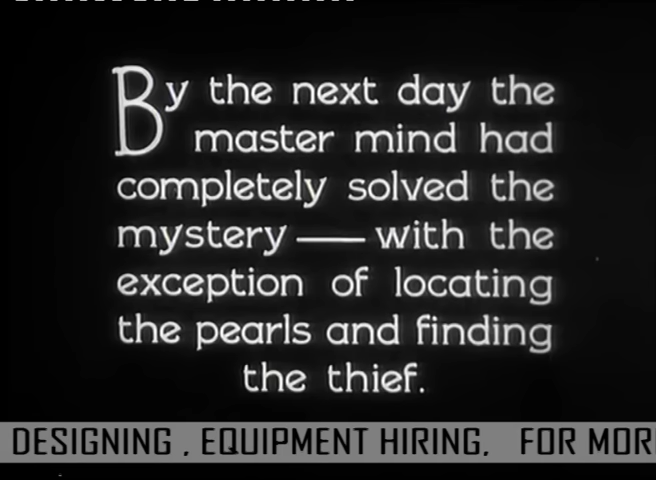 By the next day the
master mind had
completely solved the
mystery — with the
exception of locating
the pearls and finding
the thief.
DESIGNING , EQUIPMENT HIRING, FOR MOR